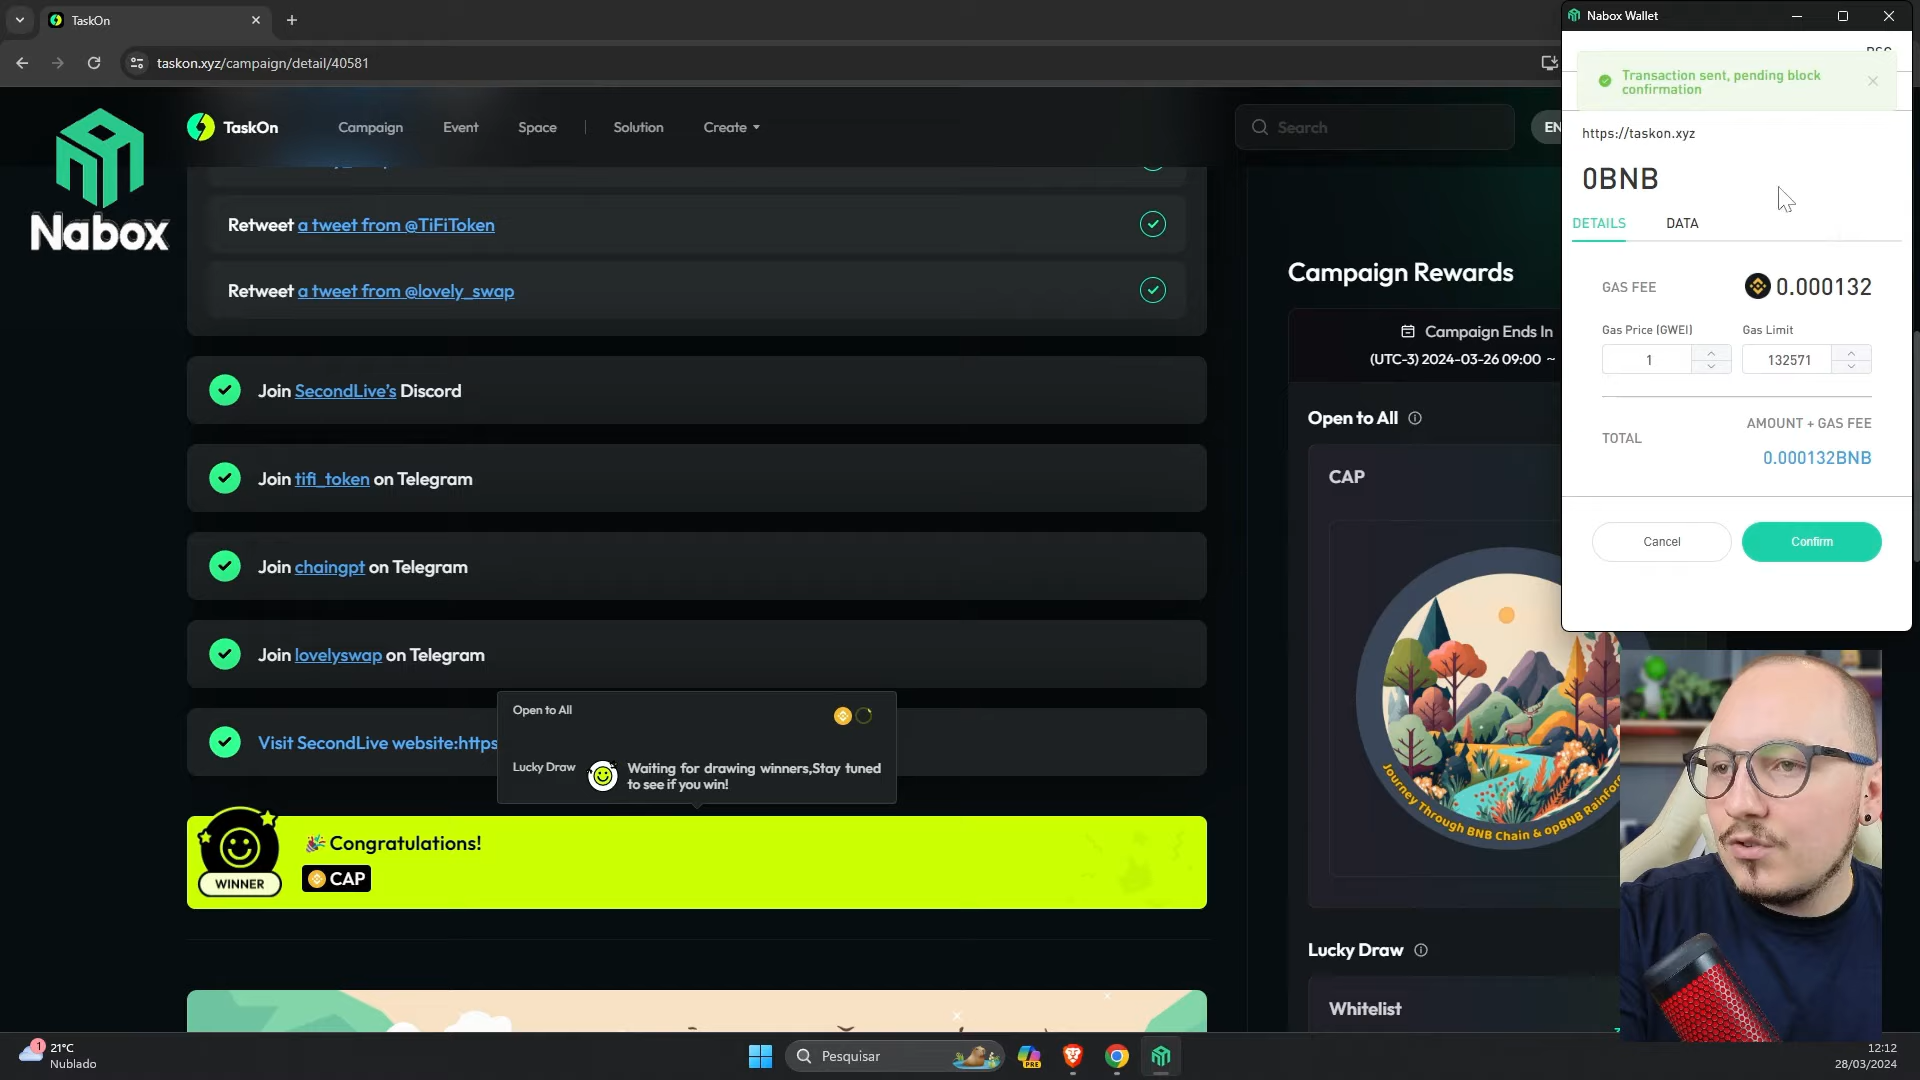 TaskOn
taskon.xyz/campaign/detail/40581
Nabox
TaskOn
Campaign
Event
Space
Solution
Create
Search
EN
Retweet a tweet from @TiFiToken
Retweet a tweet from @lovely_swap
Join SecondLive's Discord
Join tifi_token on Telegram
Join chaingpt on Telegram
Join lovelyswap on Telegram
Visit SecondLive website:https
Open to All
Lucky Draw
Waiting for drawing winners,Stay tuned
to see if you win!
WINNER
Congratulations!
CAP
Campaign Rewards
Campaign Ends In
(UTC-3) 2024-03-26 09:00 ~
Open to All
CAP
Journey Through BNB Chain & opBNB Rainfor
Lucky Draw
Whitelist
Nabox Wallet
Transaction sent, pending block
confirmation
https://taskon.xyz
0BNB
DETAILS
DATA
GAS FEE
0.000132
Gas Price (GWEI)
Gas Limit
1
132571
TOTAL
AMOUNT + GAS FEE
0.000132BNB
Cancel
Confirm
1
21°C
Nublado
Pesquisar
PRE
12:12
28/03/2024